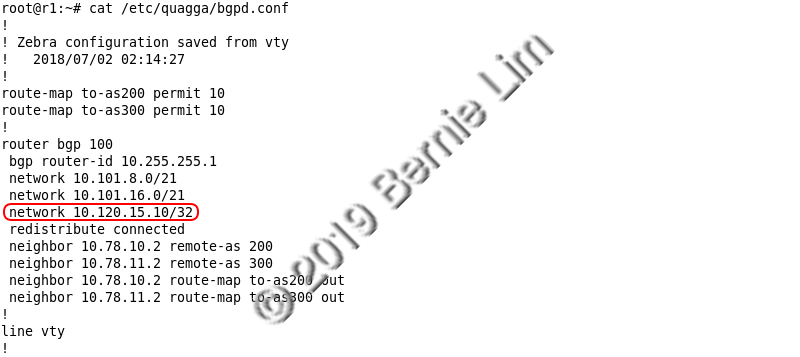 root@r1:~# cat /etc/quagga/bgpd.conf
!
! Zebra configuration saved from vty
!   2018/07/02 02:14:27
!
route-map to-as200 permit 10
route-map to-as300 permit 10
!
router bgp 100
 bgp router-id 10.255.255.1
 network 10.101.8.0/21
 network 10.101.16.0/21
 network 10.120.15.10/32
 redistribute connected
 neighbor 10.78.10.2 remote-as 200
 neighbor 10.78.11.2 remote-as 300
 neighbor 10.78.10.2 route-map to-as200 out
 neighbor 10.78.11.2 route-map to-as300 out
!
line vty
!
© 2019 Bernie Lim